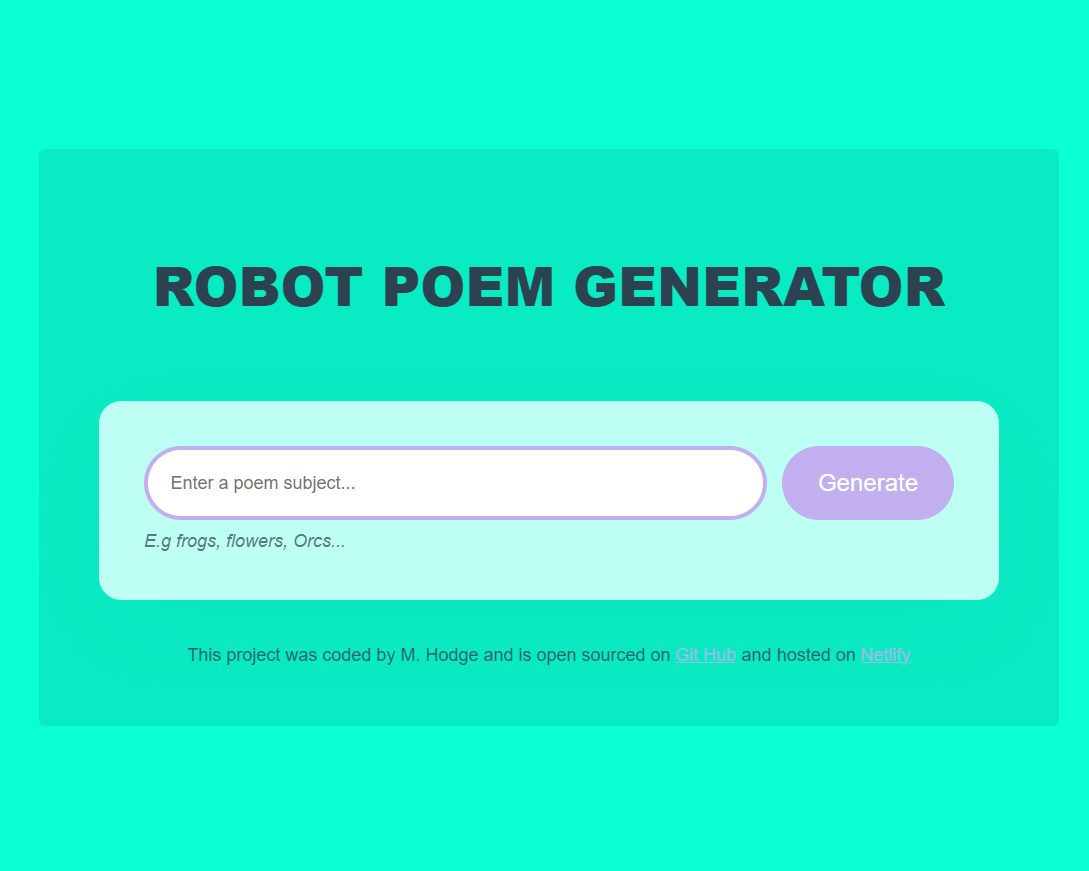 ROBOT POEM GENERATOR
Enter a poem subject...
Generate
E.g frogs, flowers, Orcs...
This project was coded by M. Hodge and is open sourced on Git Hub and hosted on Netlify